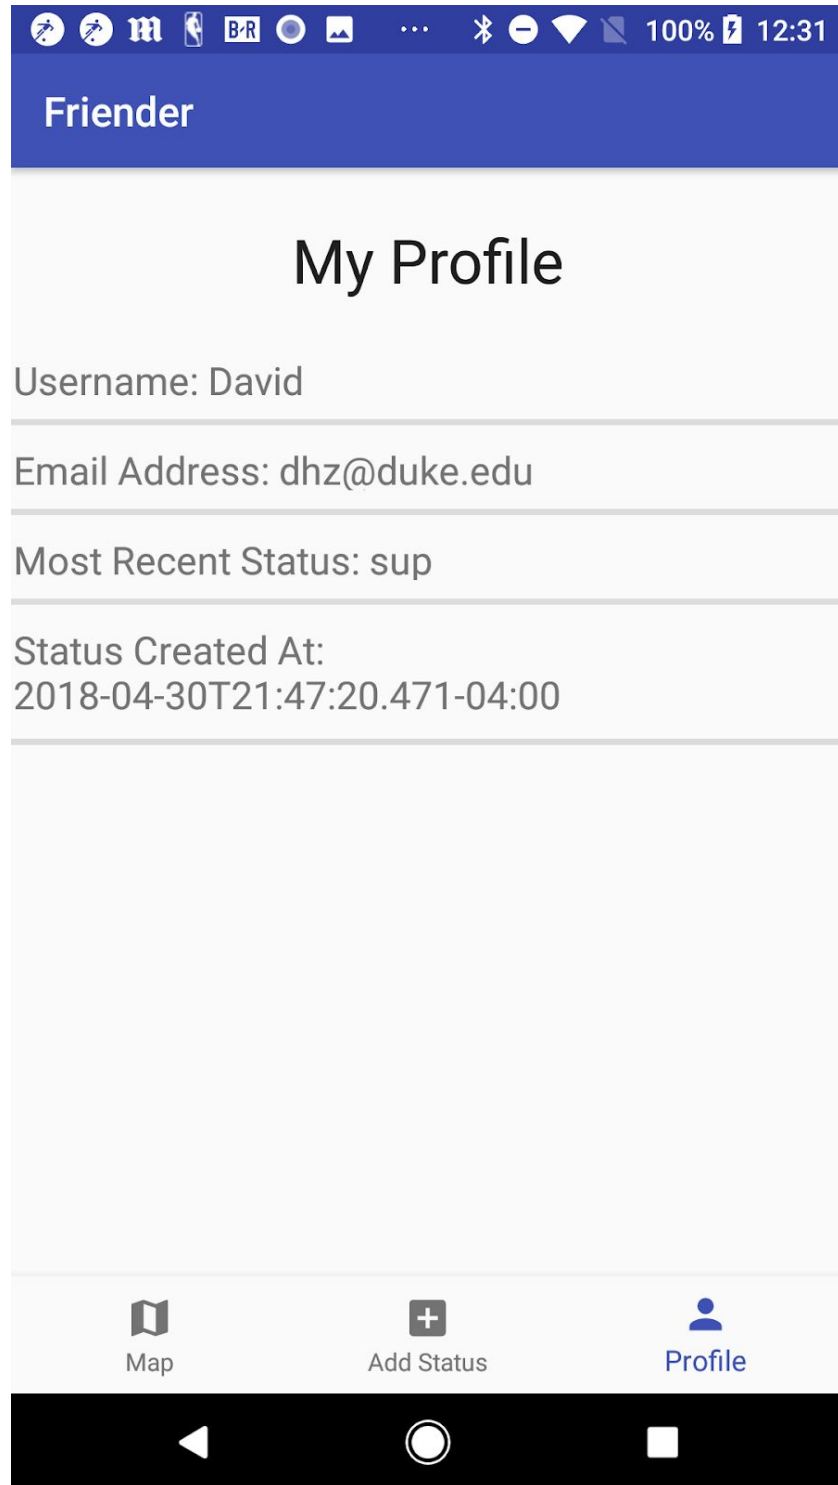 B/R 100% 12:31
Friender
My Profile
Username: David
Email Address: dhz@duke.edu
Most Recent Status: sup
Status Created At:
2018-04-30T21:47:20.471-04:00
Map Add Status Profile